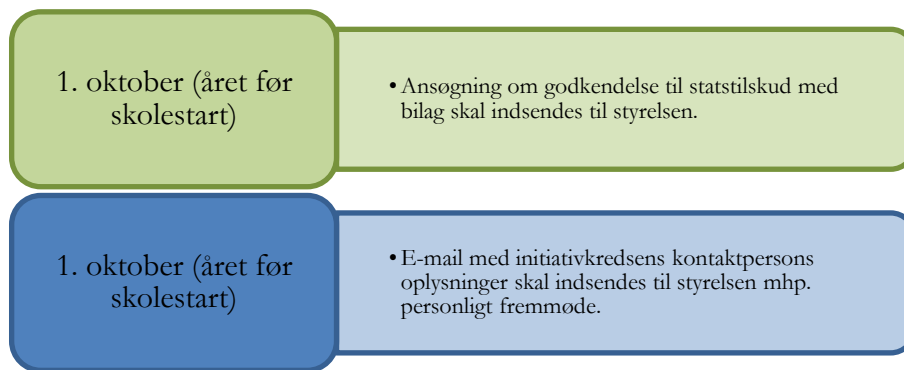 1. oktober (året før
skolestart)
• Ansøgning om godkendelse til statstilskud med
bilag skal indsendes til styrelsen.
1. oktober (året før
skolestart)
• E-mail med initiativkredsens kontaktpersons
oplysninger skal indsendes til styrelsen mhp.
personligt fremmøde.